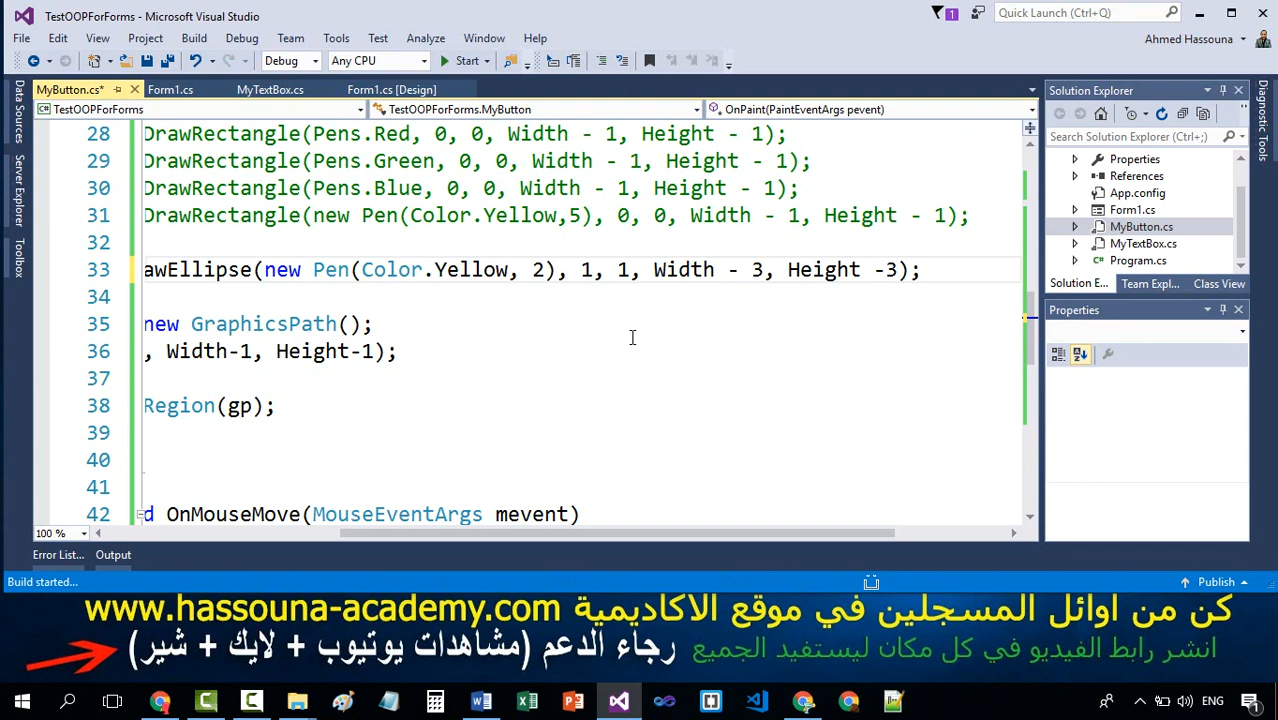 TestOOPForForms - Microsoft Visual Studio
1
Quick Launch (Ctrl+Q)
File Edit View Project Build Debug Team Tools Test Analyze Window Help
Ahmed Hassouna
Debug Any CPU Start
MyButton.cs* Form1.cs MyTextBox.cs Form1.cs [Design]
TestOOPForForms TestOOPForForms.MyButton OnPaint(PaintEventArgs pevent)
Data Sources
Server Explorer
Toolbox
28 DrawRectangle(Pens.Red, 0, 0, Width - 1, Height - 1);
29 DrawRectangle(Pens.Green, 0, 0, Width - 1, Height - 1);
30 DrawRectangle(Pens.Blue, 0, 0, Width - 1, Height - 1);
31 DrawRectangle(new Pen(Color.Yellow,5), 0, 0, Width - 1, Height - 1);
32
33 awEllipse(new Pen(Color.Yellow, 2), 1, 1, Width - 3, Height -3);
34
35 new GraphicsPath();
36 , Width-1, Height-1);
37
38 Region(gp);
39
40
41
42 d OnMouseMove(MouseEventArgs mevent)
100 %
Solution Explorer
Search Solution Explorer (Ctrl+;)
Properties
References
App.config
Form1.cs
MyButton.cs
MyTextBox.cs
Program.cs
Solution E... Team Expl... Class View
Properties
Diagnostic Tools
Error List... Output
Build started...
Publish
كن من اوائل المسجلين في موقع الاكاديمية www.hassouna-academy.com
انشر رابط الفيديو في كل مكان ليستفيد الجميع رجاء الدعم (مشاهدات يوتيوب + لايك + شير)
ENG
1